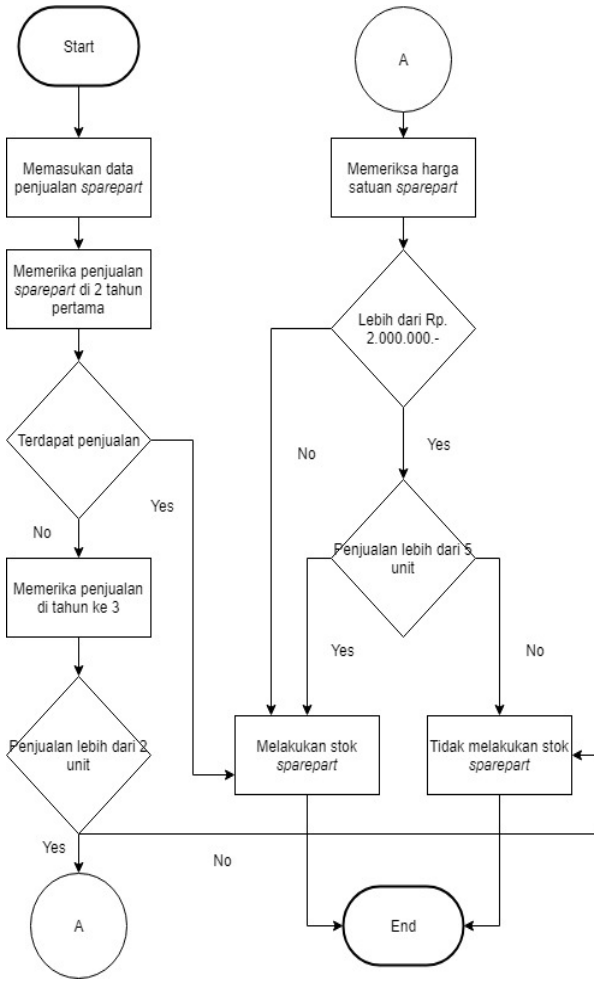 Start
Memasukan data
penjualan sparepart
Memerika penjualan
sparepart di 2 tahun
pertama
Terdapat penjualan
Yes
No
Memerika penjualan
di tahun ke 3
Penjualan lebih dari 2
unit
Yes
No
A
A
Memeriksa harga
satuan sparepart
Lebih dari Rp.
2.000.000.-
No
Yes
Penjualan lebih dari 5
unit
Yes
No
Melakukan stok
sparepart
Tidak melakukan stok
sparepart
End